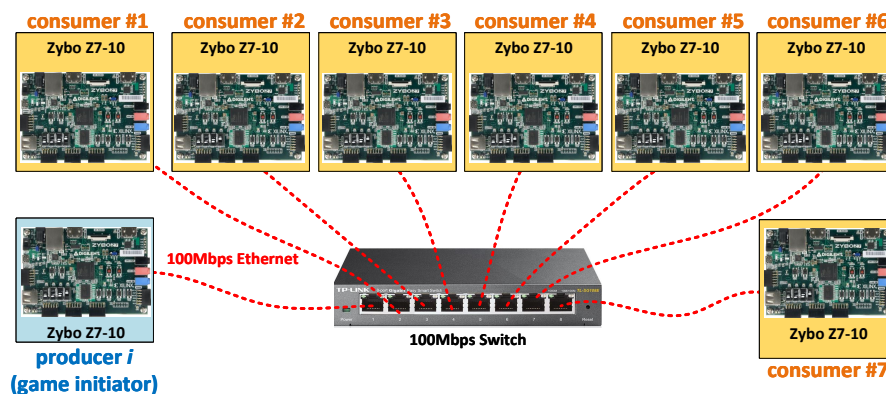 consumer #1
consumer #2
consumer #3
consumer #4
consumer #5
consumer #6
Zybo Z7-10
Zybo Z7-10
Zybo Z7-10
Zybo Z7-10
Zybo Z7-10
Zybo Z7-10
100Mbps Ethernet
TP-LINK
Zybo Z7-10
100Mbps Switch
Zybo Z7-10
producer i
(game initiator)
consumer #7